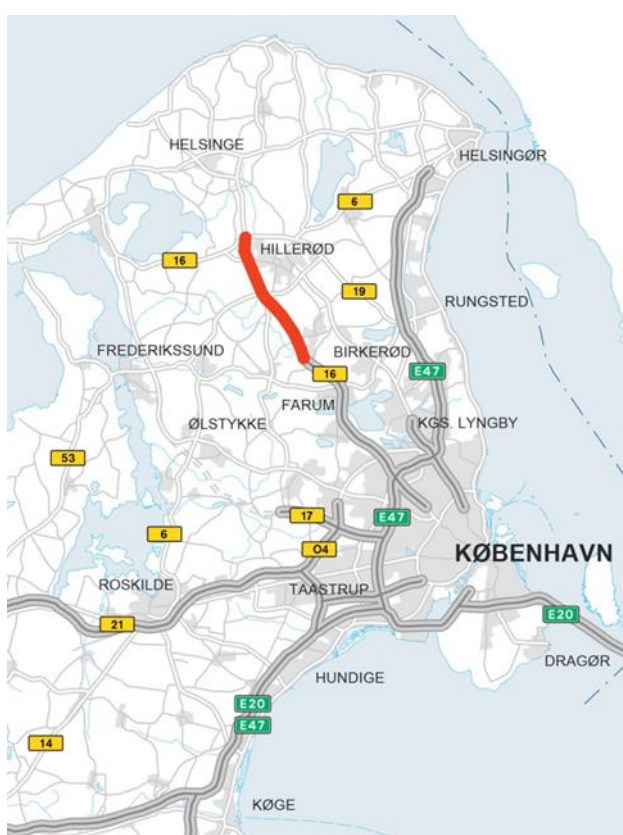 HELSINGE
HELSINGØR
6
HILLERØD
16
19
RUNGSTED
FREDERIKSSUND
BIRKERØD
16
E47
FARUM
ØLSTYKKE
KGS. LYNGBY
53
17
E47
6
O4
KØBENHAVN
ROSKILDE
TAASTRUP
21
E20
DRAGØR
HUNDIGE
E20
E47
14
KØGE